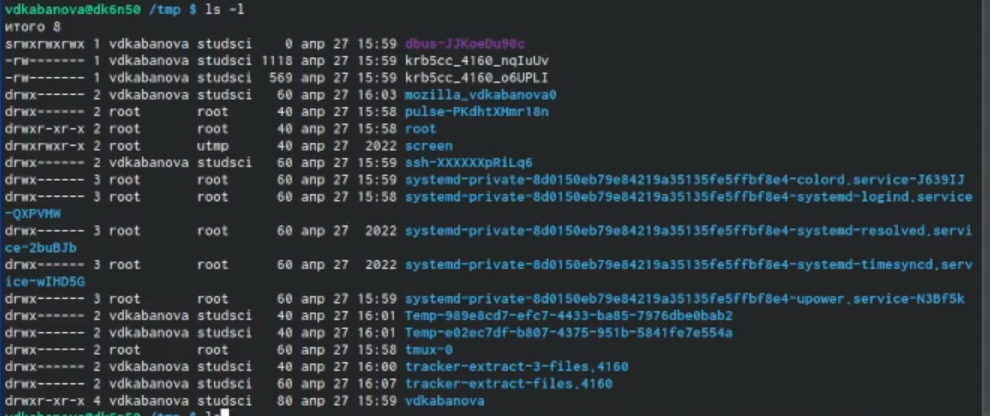 vdkabanova@dk6n50 /tmp $ ls -l
итого 8
srwxrwxrwx 1 vdkabanova studsci 0 апр 27 15:59 dbus-JJKoeDu90c
-rw------- 1 vdkabanova studsci 1118 апр 27 15:59 krb5cc_4160_nqIuUv
-rw------- 1 vdkabanova studsci 569 апр 27 15:59 krb5cc_4160_o6UPLI
drwx------ 2 vdkabanova studsci 60 апр 27 16:03 mozilla_vdkabanova0
drwx------ 2 root root 40 апр 27 15:58 pulse-PKdhtXMmr18n
drwxr-xr-x 2 root root 40 апр 27 15:58 root
drwxrwxr-x 2 root utmp 40 апр 27 2022 screen
drwx------ 2 vdkabanova studsci 60 апр 27 15:59 ssh-XXXXXXpRiLq6
drwx------ 3 root root 60 апр 27 15:59 systemd-private-8d0150eb79e84219a35135fe5ffbf8e4-colord.service-J639IJ
drwx------ 3 root root 60 апр 27 15:58 systemd-private-8d0150eb79e84219a35135fe5ffbf8e4-systemd-logind.service
-QXPVMW
drwx------ 3 root root 60 апр 27 2022 systemd-private-8d0150eb79e84219a35135fe5ffbf8e4-systemd-resolved.servi
ce-2buBJb
drwx------ 3 root root 60 апр 27 2022 systemd-private-8d0150eb79e84219a35135fe5ffbf8e4-systemd-timesyncd.serv
ice-wIHD5G
drwx------ 3 root root 60 апр 27 15:59 systemd-private-8d0150eb79e84219a35135fe5ffbf8e4-upower.service-N3Bf5k
drwx------ 2 vdkabanova studsci 40 апр 27 16:01 Temp-989e8cd7-efc7-4433-ba85-7976dbe0bab2
drwx------ 2 vdkabanova studsci 40 апр 27 16:01 Temp-e02ec7df-b807-4375-951b-5841fe7e554a
drwx------ 2 root root 60 апр 27 15:58 tmux-0
drwx------ 2 vdkabanova studsci 40 апр 27 16:00 tracker-extract-3-files.4160
drwx------ 2 vdkabanova studsci 60 апр 27 16:07 tracker-extract-files.4160
drwxr-xr-x 4 vdkabanova studsci 80 апр 27 15:59 vdkabanova
vdkabanova@dk6n50 /tmp $ ls